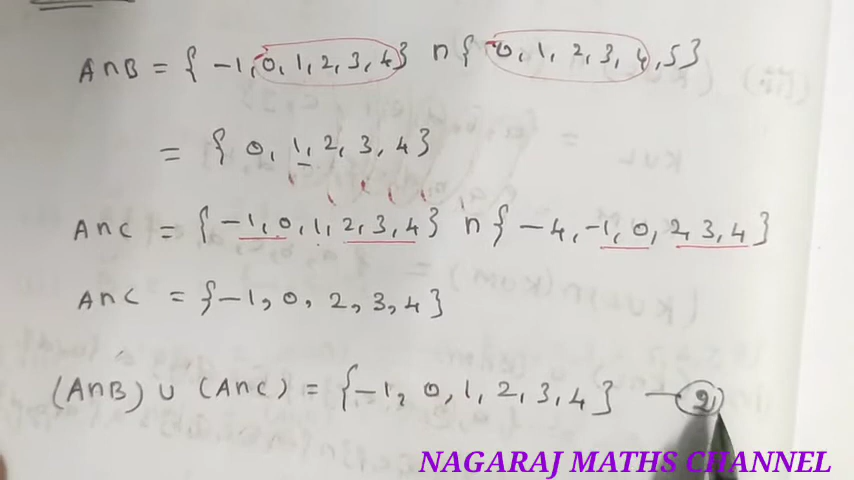 A∩B = { -1, 0, 1, 2, 3, 4} ∩ { 0, 1, 2, 3, 4, 5}
= { 0, 1, 2, 3, 4}
A∩C = {-1, 0, 1, 2, 3, 4} ∩ {-4, -1, 0, 2 3, 4}
A∩C = {-1, 0, 2, 3, 4}
(A∩B) ∪ (A∩C) = {-1, 0, 1, 2, 3, 4} — 2
NAGARAJ MATHS CHANNEL